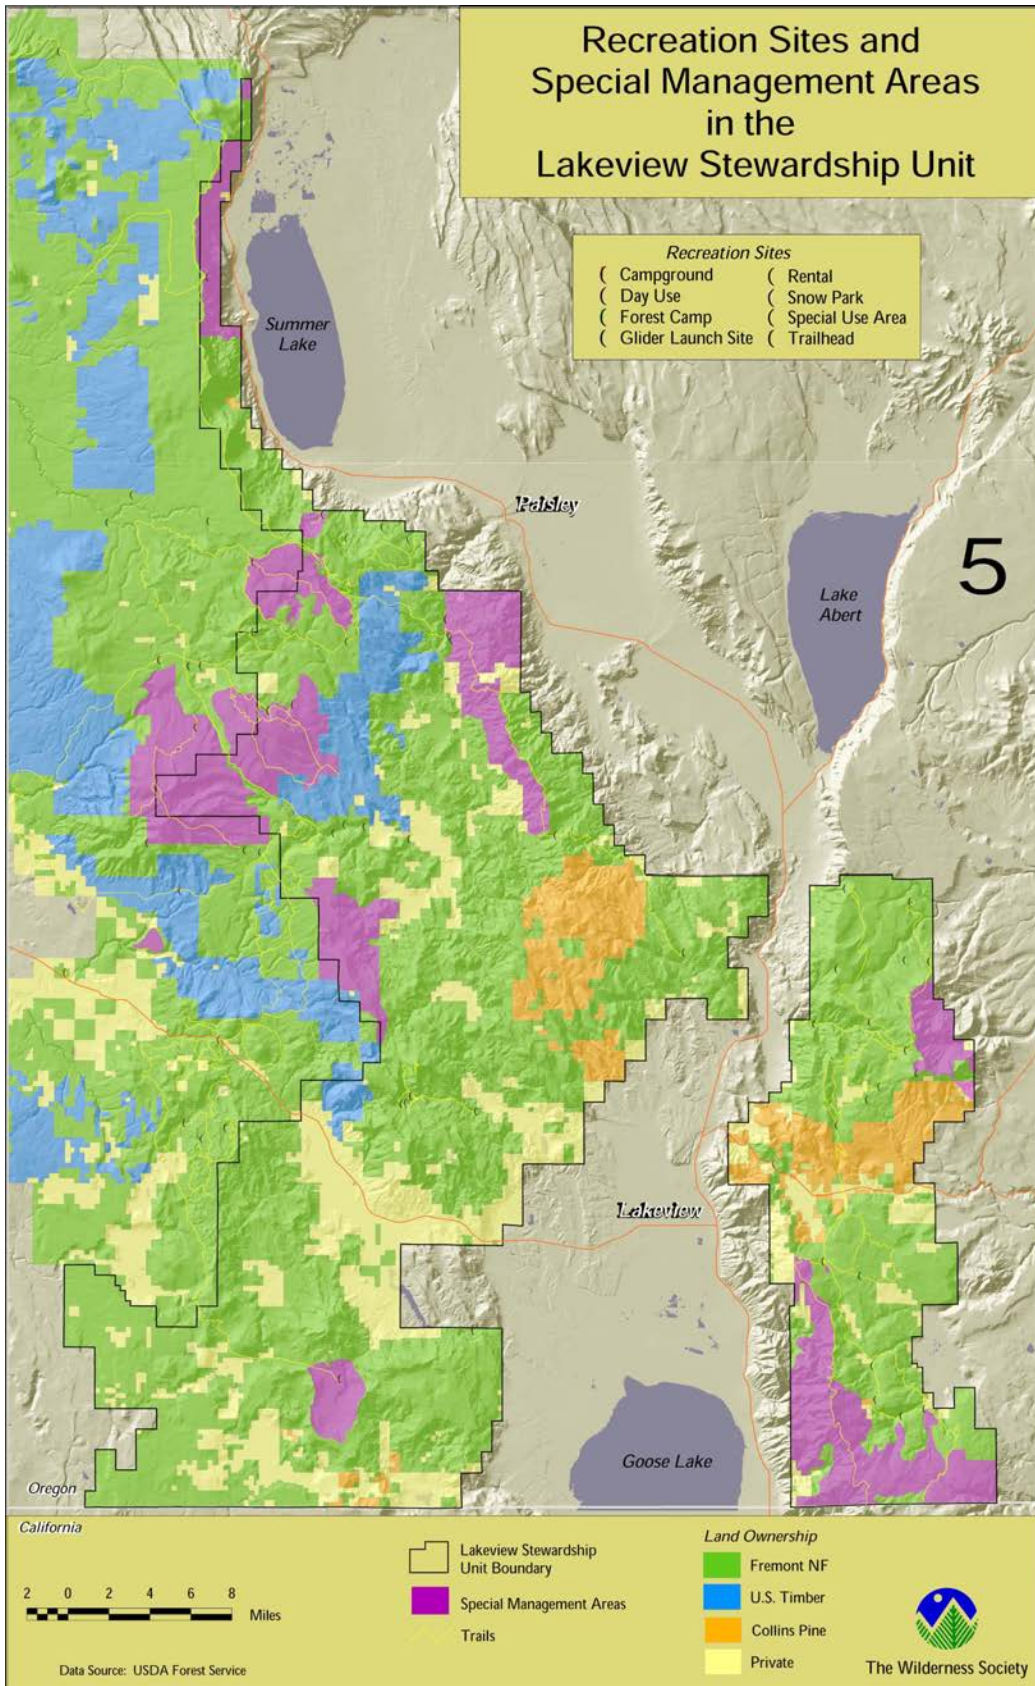 Recreation Sites and
Special Management Areas
in the
Lakeview Stewardship Unit
Recreation Sites
( Campground
( Day Use
( Forest Camp
( Glider Launch Site
( Rental
( Snow Park
( Special Use Area
( Trailhead
Summer
Lake
Paisley
5
Lake
Abert
Lakeview
Goose Lake
Oregon
California
2 0 2 4 6 8
Miles
Data Source: USDA Forest Service
Lakeview Stewardship
Unit Boundary
Special Management Areas
Trails
Land Ownership
Fremont NF
U.S. Timber
Collins Pine
Private
The Wilderness Society